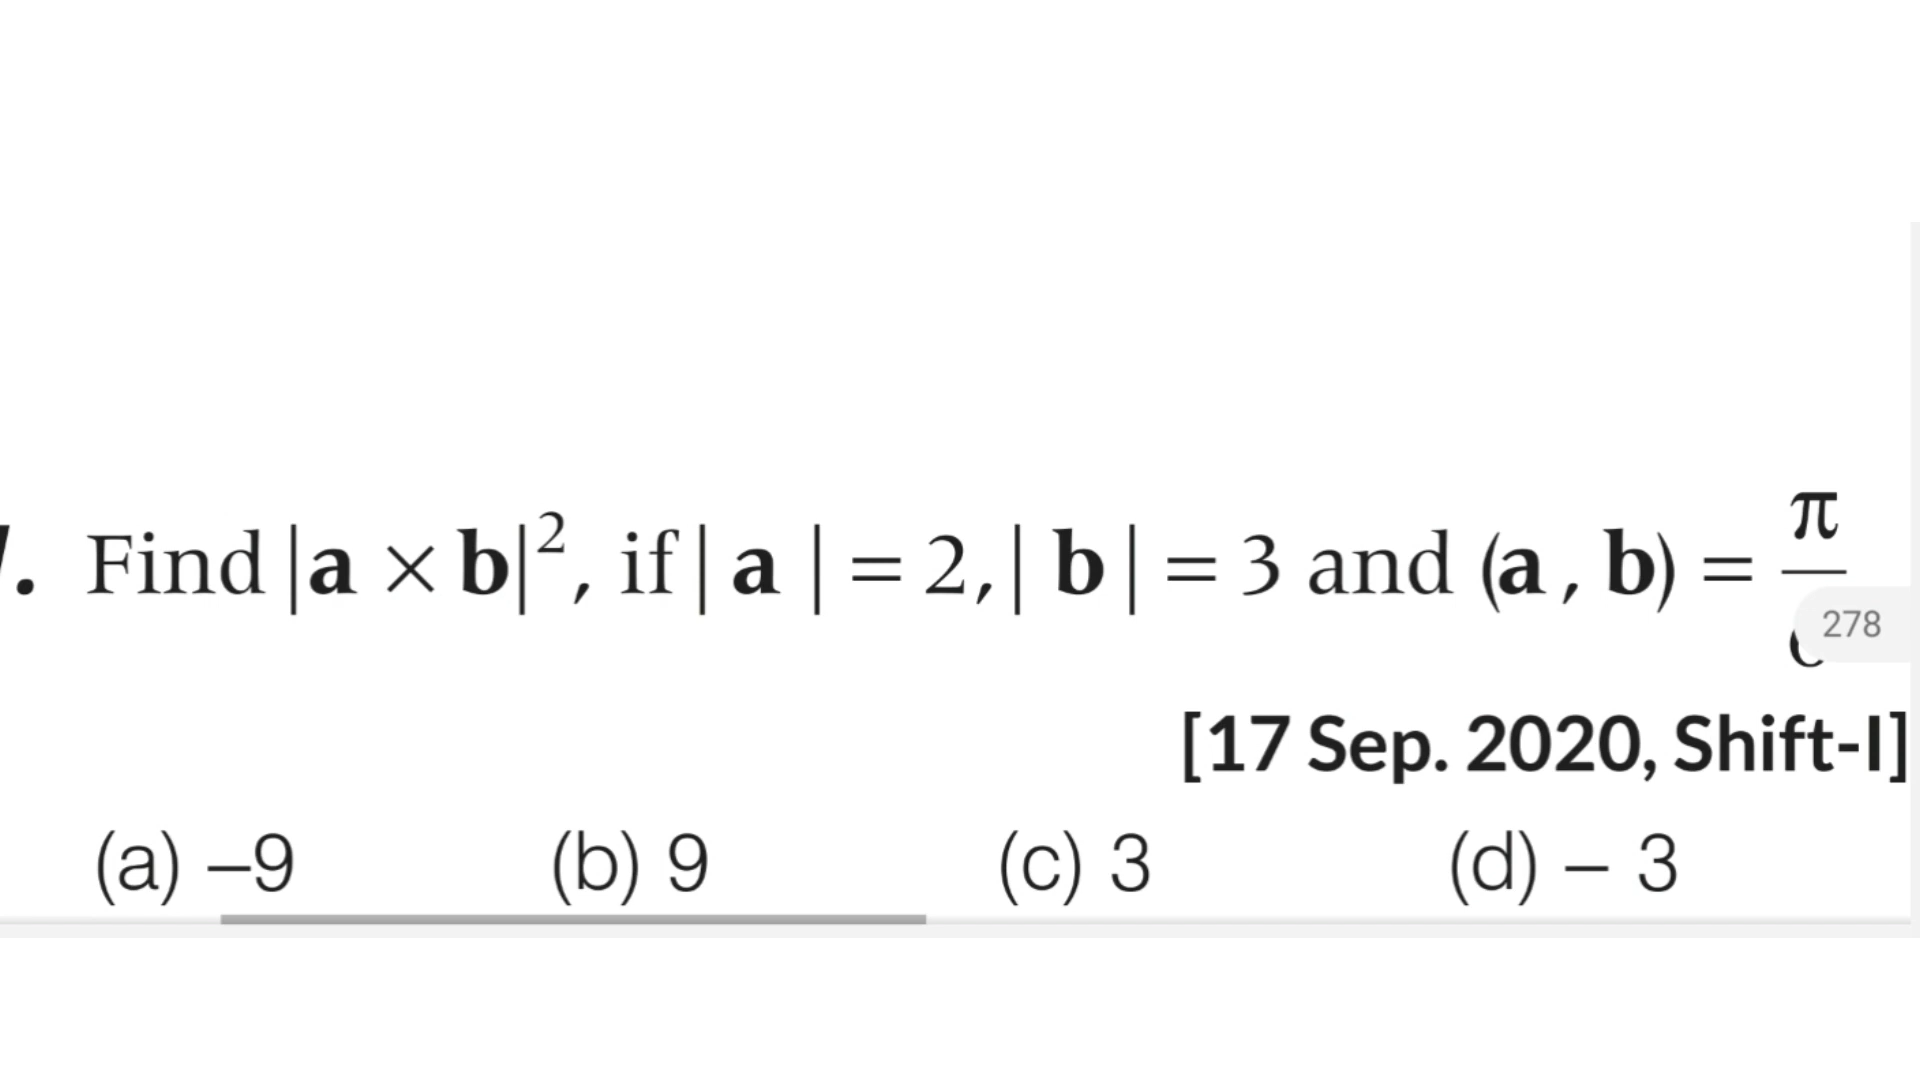 . Find |a × b|², if | a | = 2, | b | = 3 and (a , b) = π/
278
[17 Sep. 2020, Shift-I]
(a) –9 (b) 9 (c) 3 (d) – 3